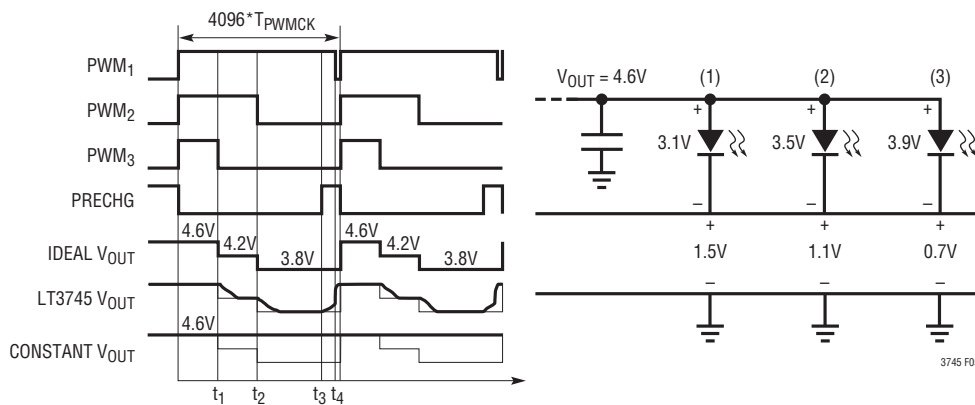 4096*TPWMCK
PWM1
PWM2
PWM3
PRECHG
4.6V 4.2V 3.8V 4.6V 4.2V 3.8V
IDEAL VOUT
LT3745 VOUT
4.6V
CONSTANT VOUT
t1 t2 t3 t4
VOUT = 4.6V (1) (2) (3)
+ + +
3.1V 3.5V 3.9V
– – –
+ + +
1.5V 1.1V 0.7V
– – –
3745 F0